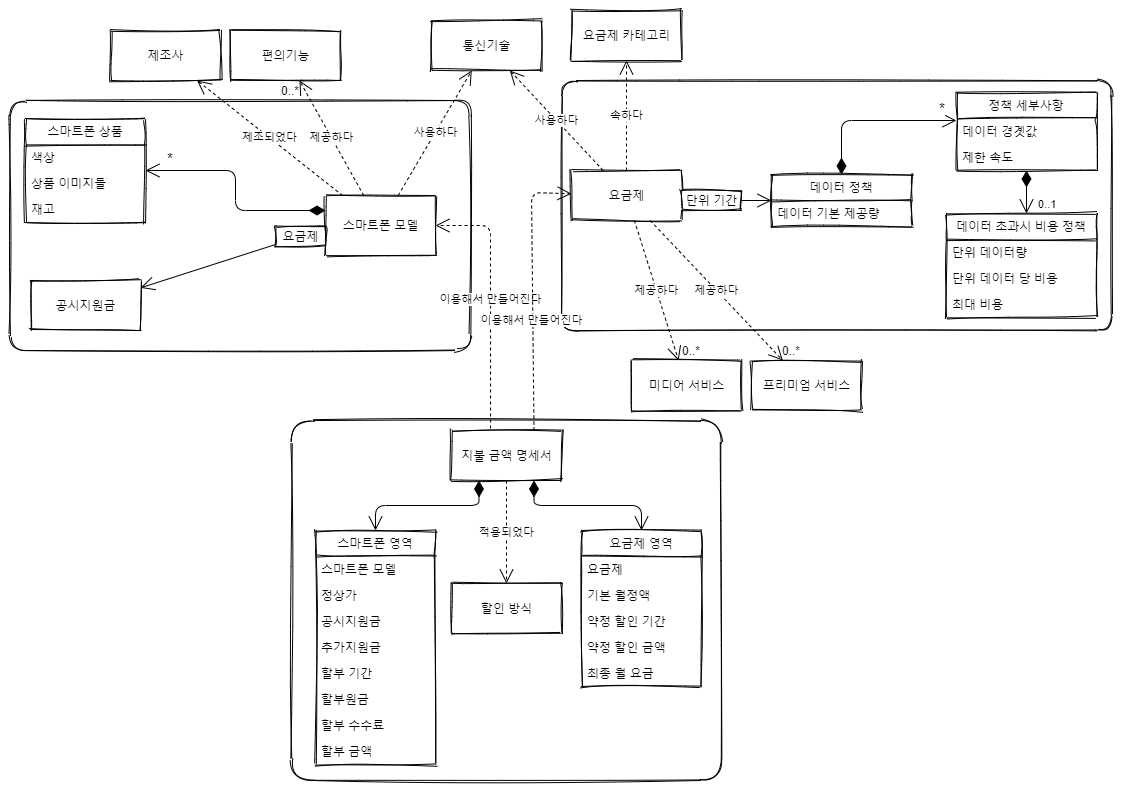 제조사
편의기능
통신기술
요금제 카테고리
0..*
제조되었다
제공하다
사용하다
사용하다
속하다
스마트폰 상품
색상
상품 이미지들
재고
*
스마트폰 모델
요금제
공시지원금
요금제
단위 기간
데이터 정책
데이터 기본 제공량
*
정책 세부사항
데이터 경곗값
제한 속도
0..1
데이터 초과시 비용 정책
단위 데이터량
단위 데이터 당 비용
최대 비용
제공하다
제공하다
이용해서 만들어진다
이용해서 만들어진다
0..*
0..*
미디어 서비스
프리미엄 서비스
지불 금액 명세서
적용되었다
할인 방식
스마트폰 영역
스마트폰 모델
정상가
공시지원금
추가지원금
할부 기간
할부원금
할부 수수료
할부 금액
요금제 영역
요금제
기본 월정액
약정 할인 기간
약정 할인 금액
최종 월 요금